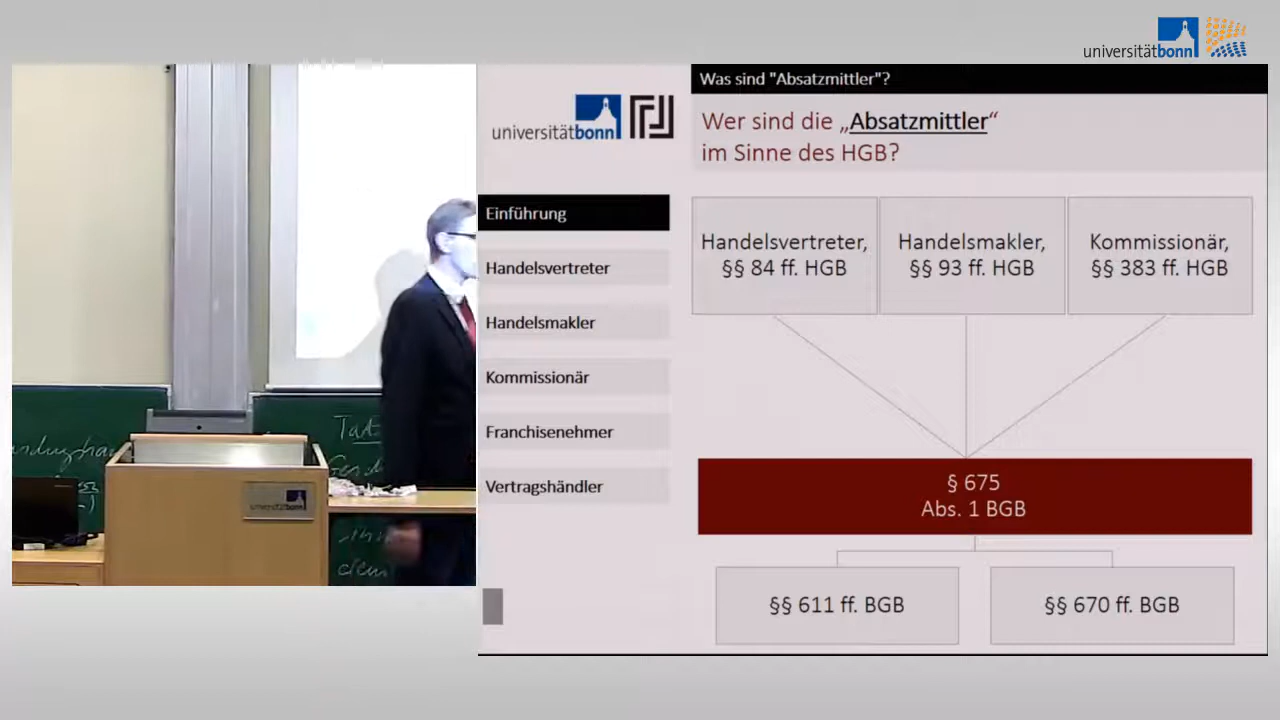 universitätbonn
Was sind "Absatzmittler"?
universitätbonn
Wer sind die „Absatzmittler“
im Sinne des HGB?
Einführung
Handelsvertreter
Handelsmakler
Kommissionär
Franchisenehmer
Vertragshändler
Handelsvertreter,
§§ 84 ff. HGB
Handelsmakler,
§§ 93 ff. HGB
Kommissionär,
§§ 383 ff. HGB
§ 675
Abs. 1 BGB
§§ 611 ff. BGB
§§ 670 ff. BGB
universitätbonn